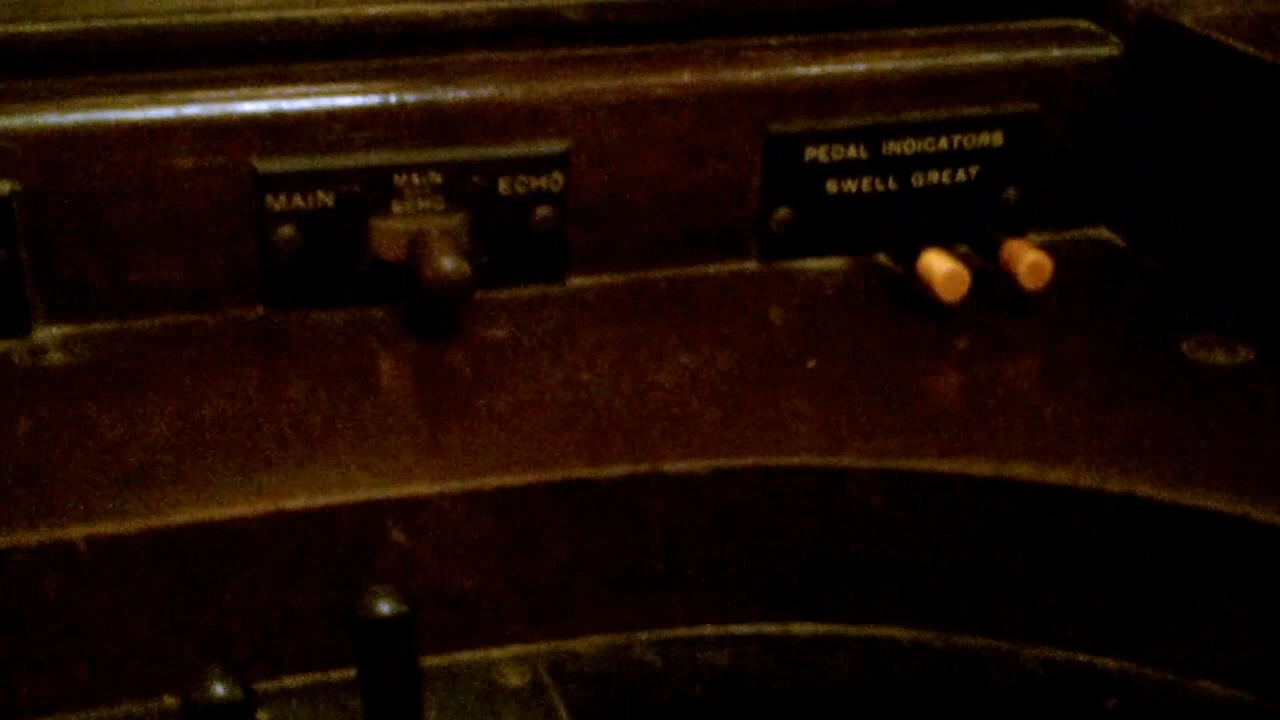 MAIN
MAIN
ECHO
ECHO
PEDAL INDICATORS
SWELL GREAT